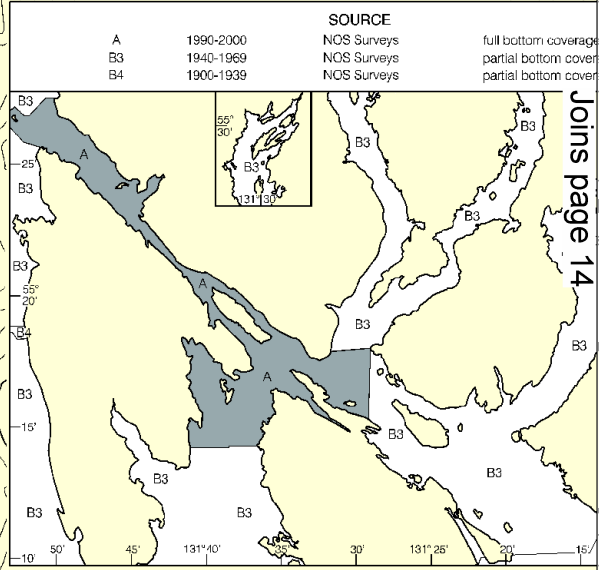 SOURCE
A 1990-2000 NOS Surveys full bottom coverage
B3 1940-1969 NOS Surveys partial bottom cover
B4 1900-1939 NOS Surveys partial bottom cover
Joins page 14
B3
55°
30'
B3
131°30'
B3
B3
A
25'
B3
B3
B3
A
55°
20'
B3
B4
B3
A
B3
15'
B3
B3
B3
B3
B3
10'
50'
45'
131°40'
35'
30'
131°25'
20'
15'